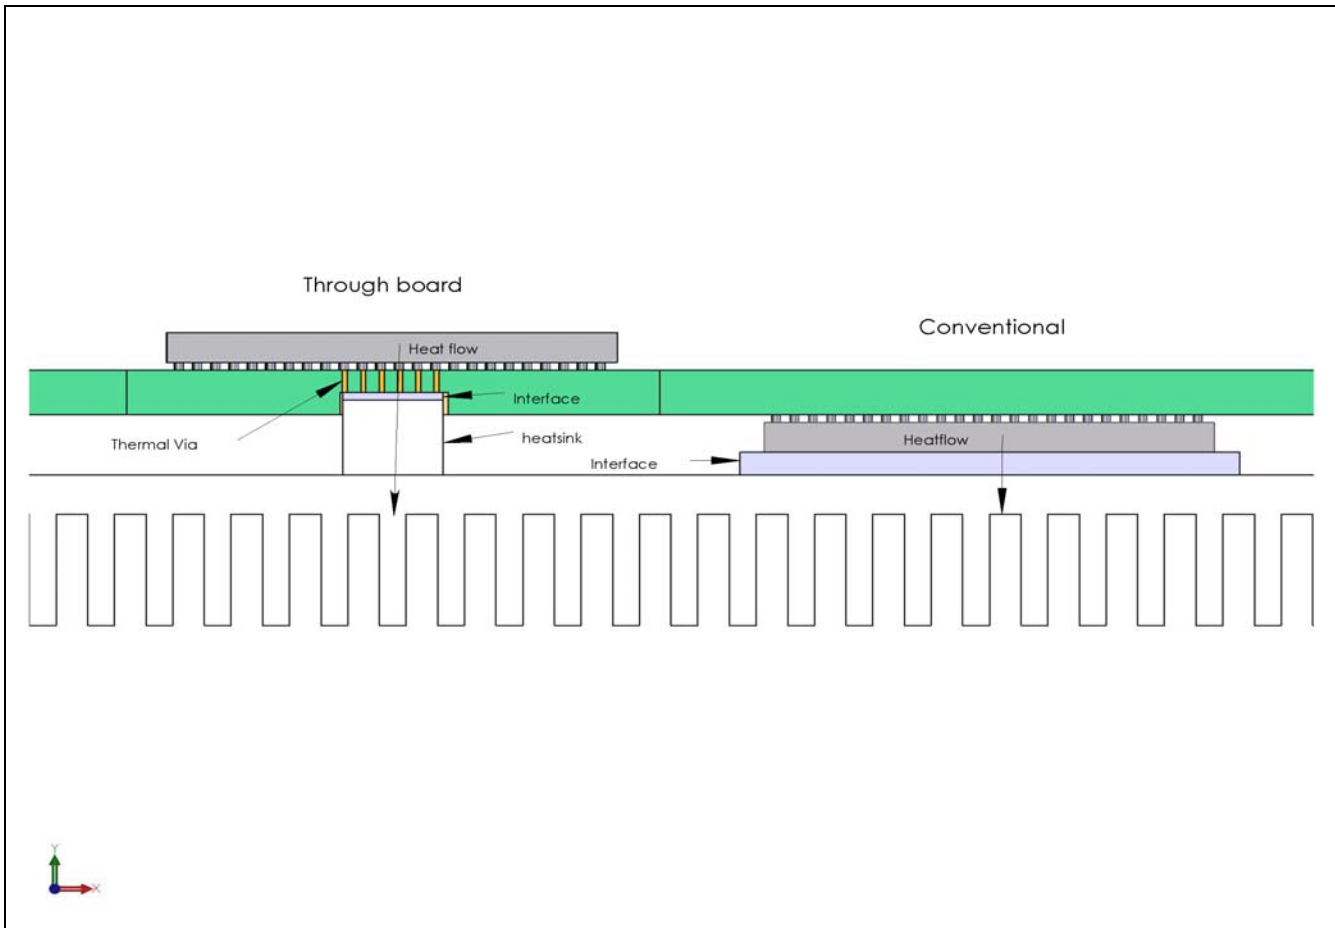 Through board
Conventional
Heat flow
Interface
Thermal Via
heatsink
Heatflow
Interface
Y
X